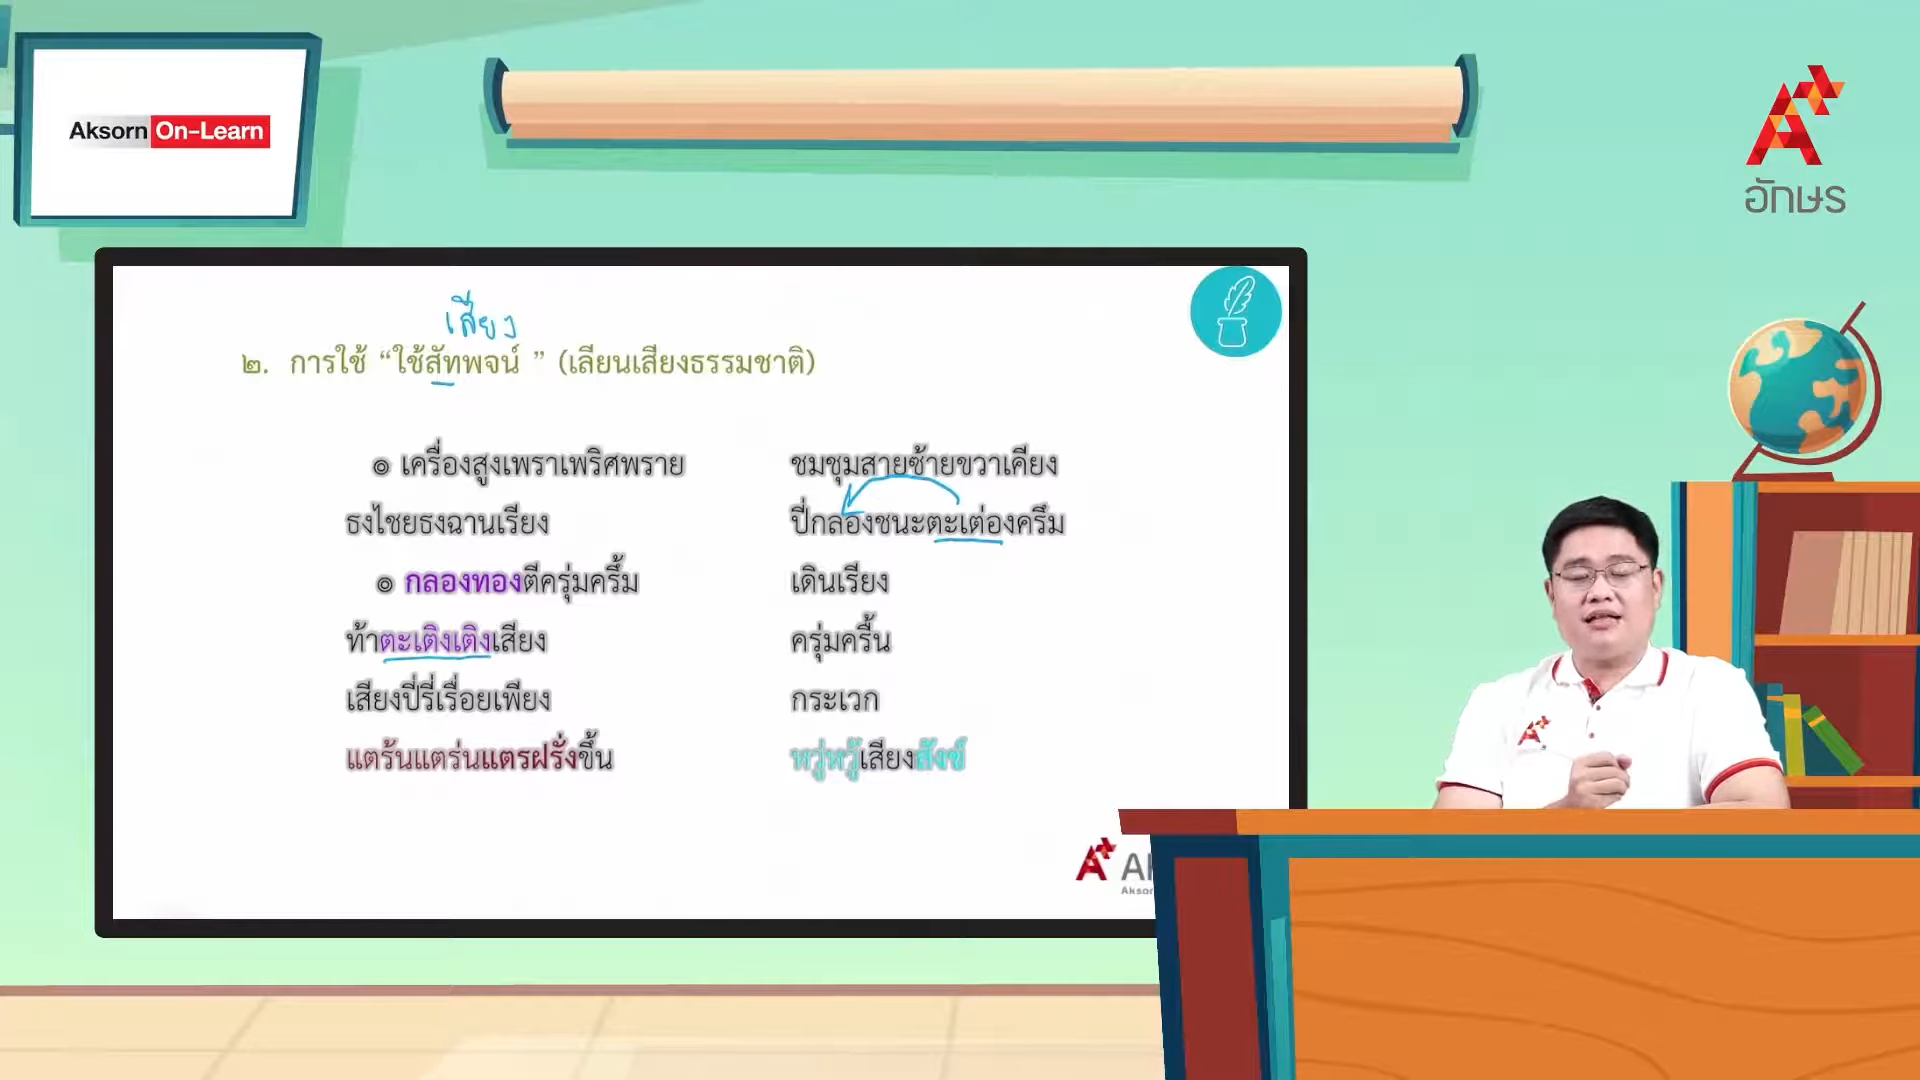 Aksorn On-Learn
อักษร
เสียง
๒. การใช้ “ใช้สัทพจน์ ” (เลียนเสียงธรรมชาติ)
๏ เครื่องสูงเพราเพริศพราย ชมชุมสายซ้ายขวาเคียง
ธงไชยธงฉานเรียง ปี่กลองชนะตะเต่องครึม
๏ กลองทองตีครุ่มครึ้ม เดินเรียง
ท้าตะเติงเติงเสียง ครุ่มครื้น
เสียงปี่รี่เรื่อยเพียง กระเวก
แตร้นแตร่นแตรฝรั่งขึ้น หวู่หวู้เสียงสังข์